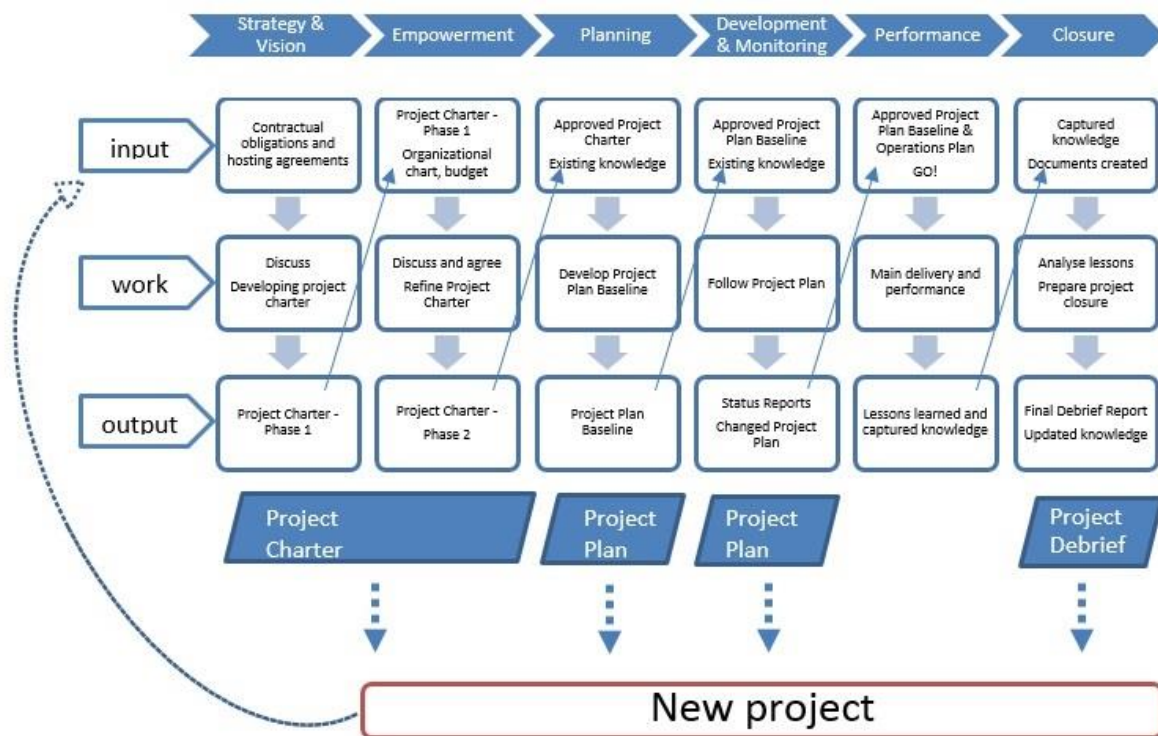 Strategy &
Vision
Empowerment
Planning
Development
& Monitoring
Performance
Closure
input
Contractual
obligations and
hosting agreements
Project Charter -
Phase 1
Organizational
chart, budget
Approved Project
Charter
Existing knowledge
Approved Project
Plan Baseline
Existing knowledge
Approved Project
Plan Baseline &
Operations Plan
GO!
Captured
knowledge
Documents created
work
Discuss
Developing project
charter
Discuss and agree
Refine Project
Charter
Develop Project
Plan Baseline
Follow Project Plan
Main delivery and
performance
Analyse lessons
Prepare project
closure
output
Project Charter -
Phase 1
Project Charter -
Phase 2
Project Plan
Baseline
Status Reports
Changed Project
Plan
Lessons learned and
captured knowledge
Final Debrief Report
Updated knowledge
Project
Charter
Project
Plan
Project
Plan
Project
Debrief
New project